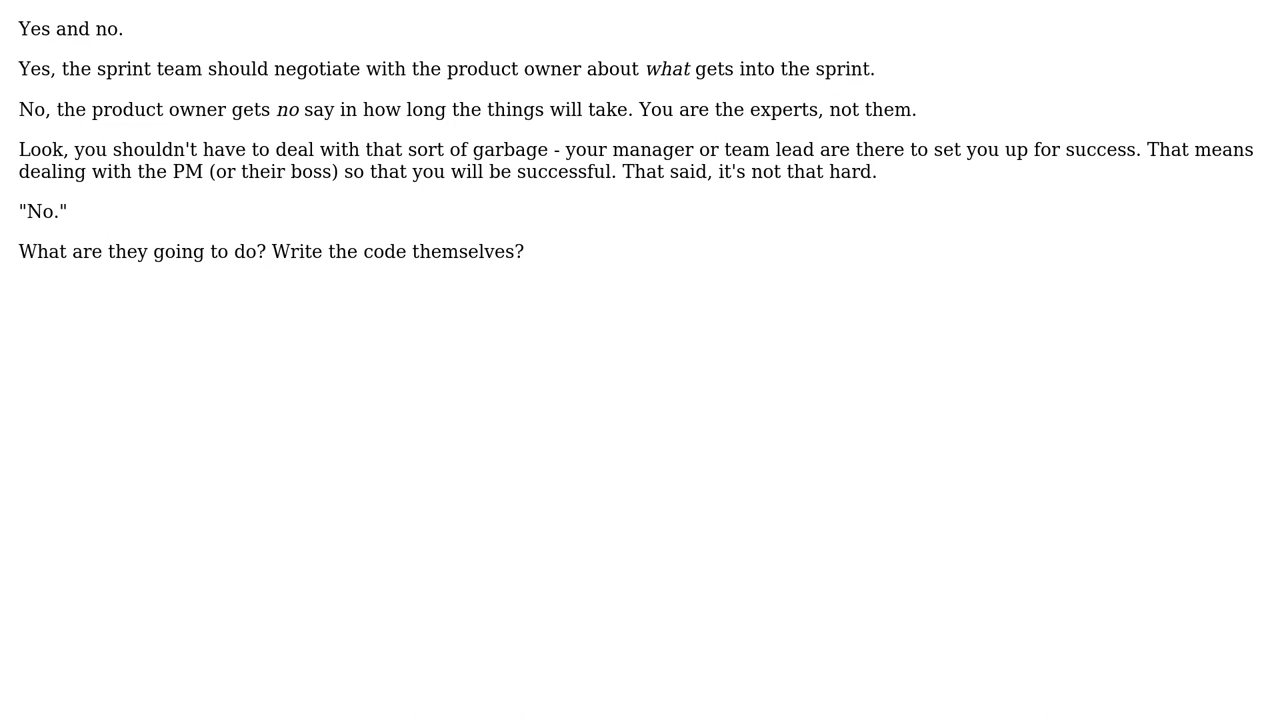 Yes and no.
Yes, the sprint team should negotiate with the product owner about what gets into the sprint.
No, the product owner gets no say in how long the things will take. You are the experts, not them.
Look, you shouldn't have to deal with that sort of garbage - your manager or team lead are there to set you up for success. That means
dealing with the PM (or their boss) so that you will be successful. That said, it's not that hard.
"No."
What are they going to do? Write the code themselves?